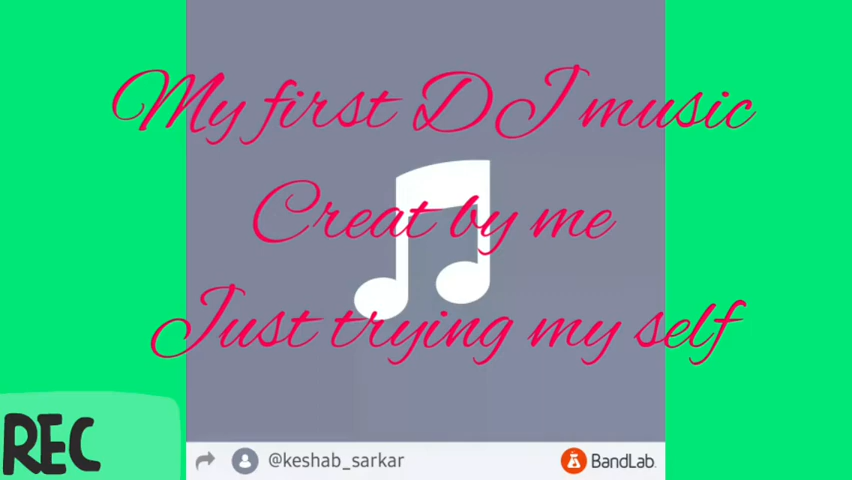 My first DJ music
Creat by me
Just trying my self
REC
@keshab_sarkar
BandLab